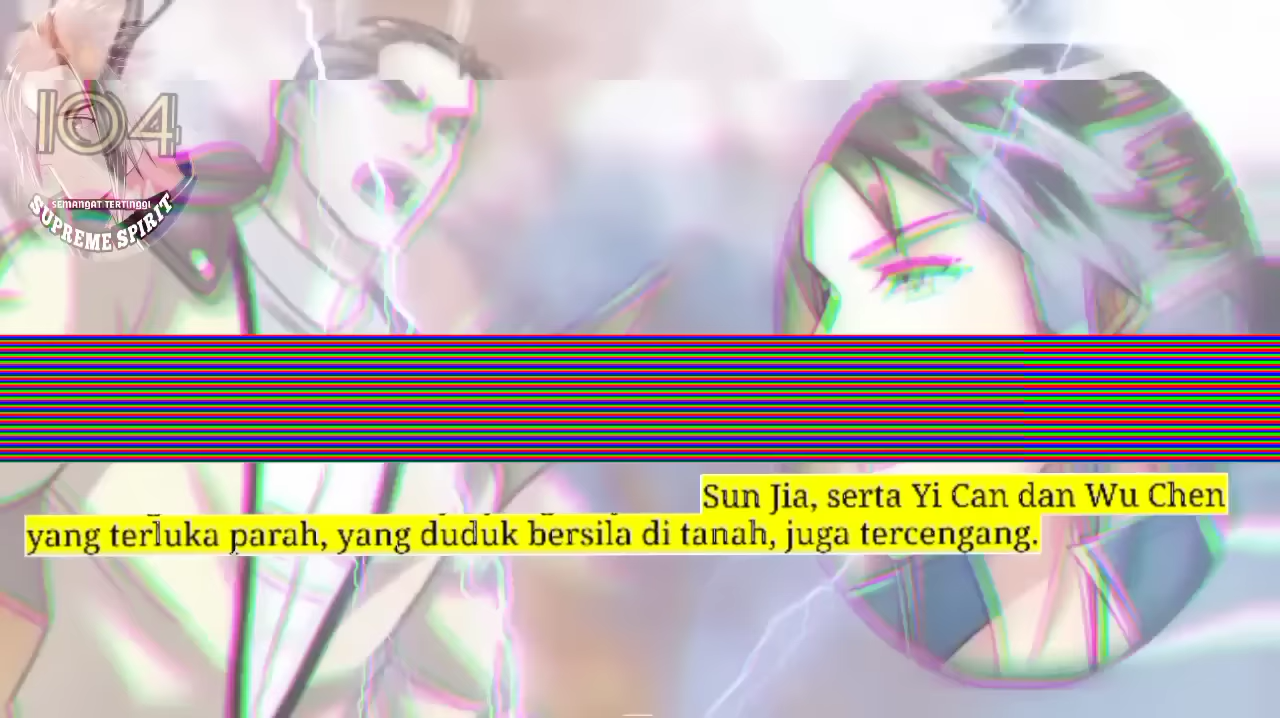 104
SEMANGAT TERTINGGI
SUPREME SPIRIT
Sun Jia, serta Yi Can dan Wu Chen
yang terluka parah, yang duduk bersila di tanah, juga tercengang.